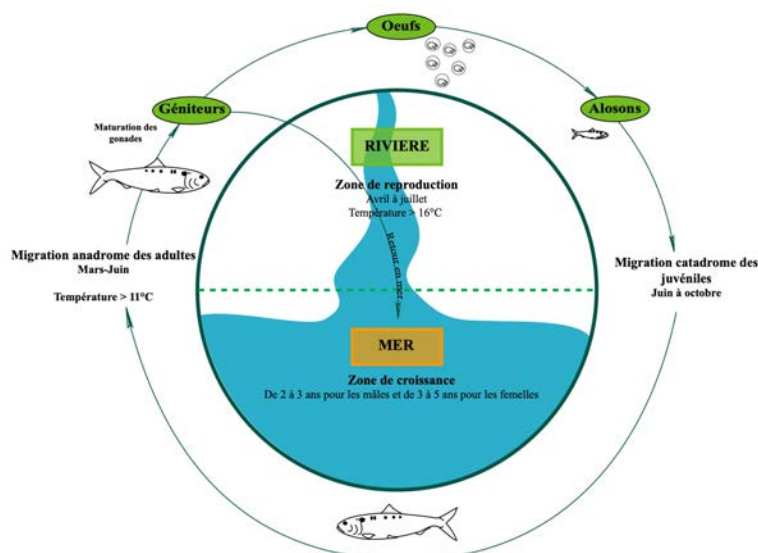 Oeufs
Géniteurs
Alosons
Maturation des
gonades
RIVIERE
Zone de reproduction
Avril à juillet
Température > 16°C
Retour en mer
Migration anadrome des adultes
Mars-Juin
Température > 11°C
Migration catadrome des
juvéniles
Juin à octobre
MER
Zone de croissance
De 2 à 3 ans pour les mâles et de 3 à 5 ans pour les femelles